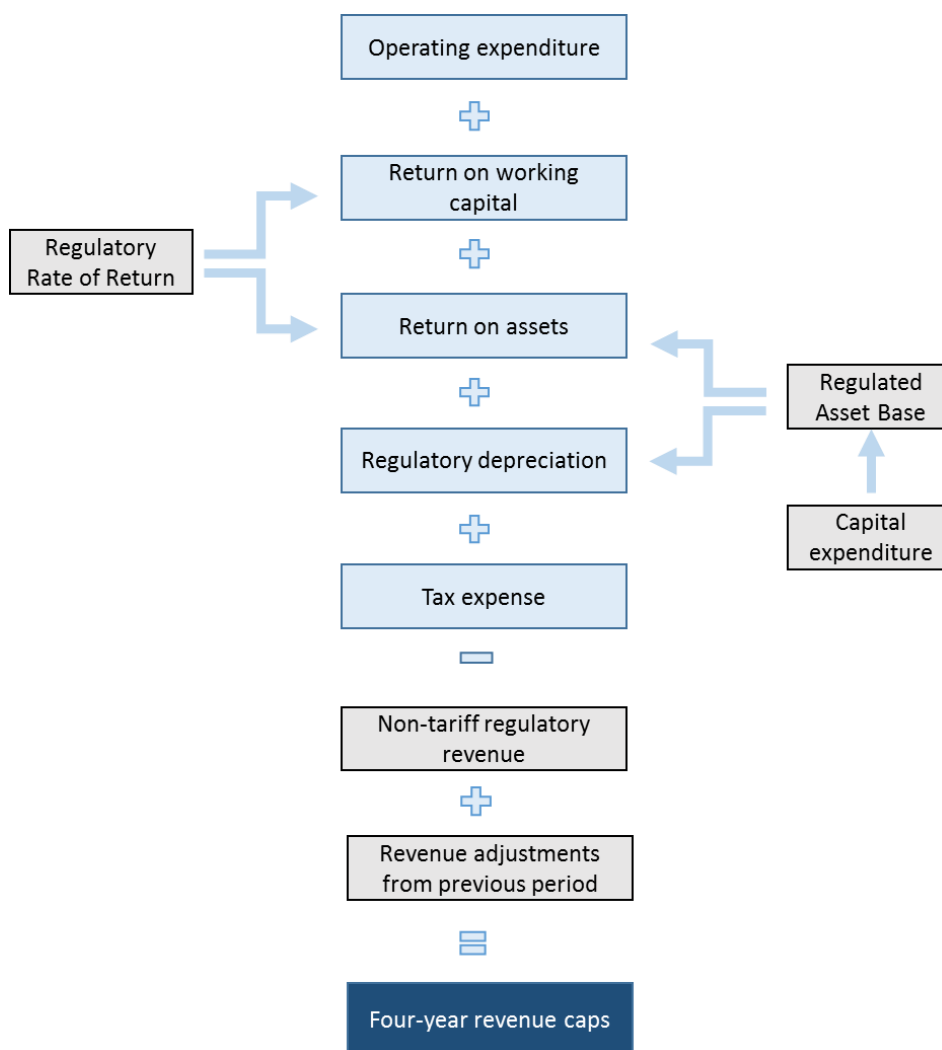 Operating expenditure
Return on working
capital
Regulatory
Rate of Return
Return on assets
Regulated
Asset Base
Regulatory depreciation
Capital
expenditure
Tax expense
Non-tariff regulatory
revenue
Revenue adjustments
from previous period
Four-year revenue caps